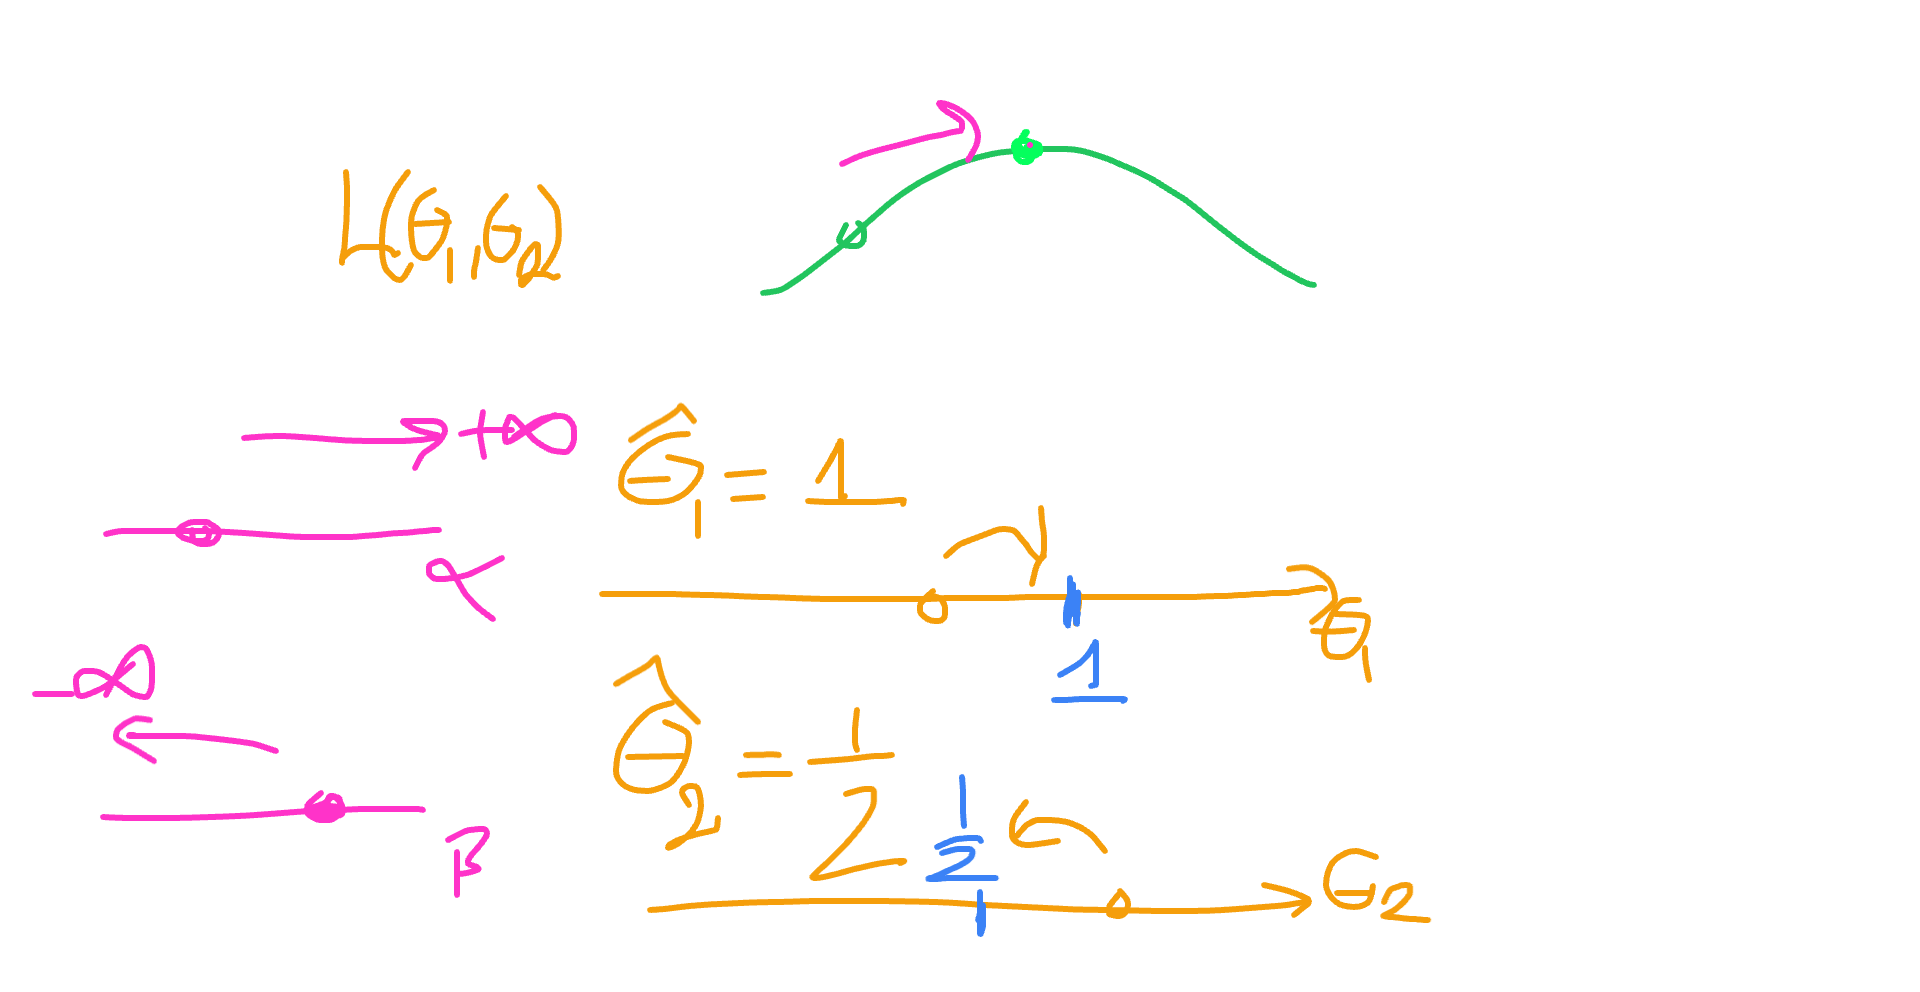 L(θ₁, θ₂)
+∞
θ̂₁ = 1
α
θ₁
1
-∞
θ̂₂ = 1/2
1/2
β
θ₂